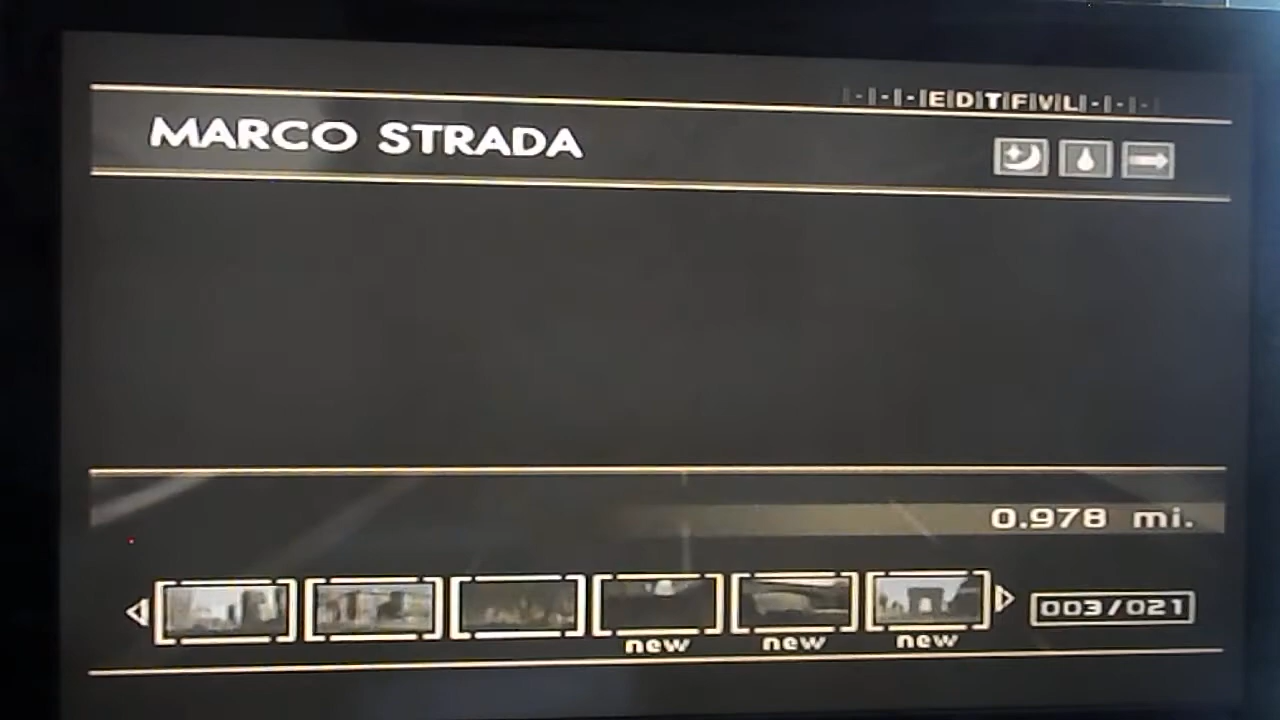 EDTFVL
MARCO STRADA
0.978 mi.
003/021
new new new